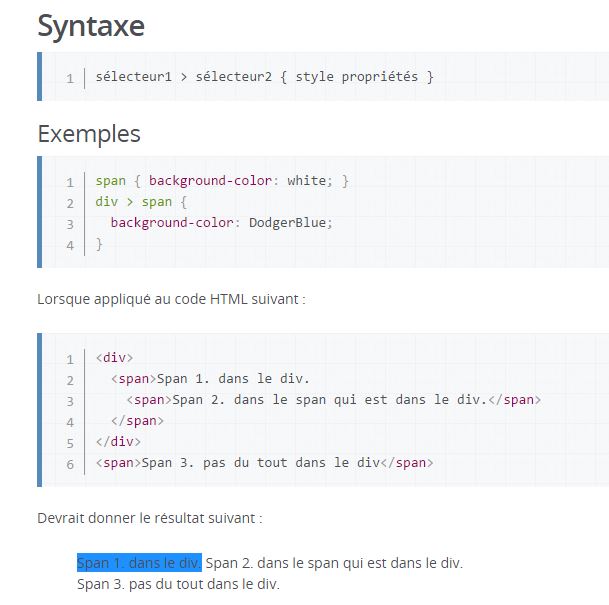 Syntaxe
1 sélecteur1 > sélecteur2 { style propriétés }
Exemples
1 span { background-color: white; }
2 div > span {
3   background-color: DodgerBlue;
4 }
Lorsque appliqué au code HTML suivant :
1 <div>
2   <span>Span 1. dans le div.
3     <span>Span 2. dans le span qui est dans le div.</span>
4   </span>
5 </div>
6 <span>Span 3. pas du tout dans le div</span>
Devrait donner le résultat suivant :
Span 1. dans le div. Span 2. dans le span qui est dans le div.
Span 3. pas du tout dans le div.